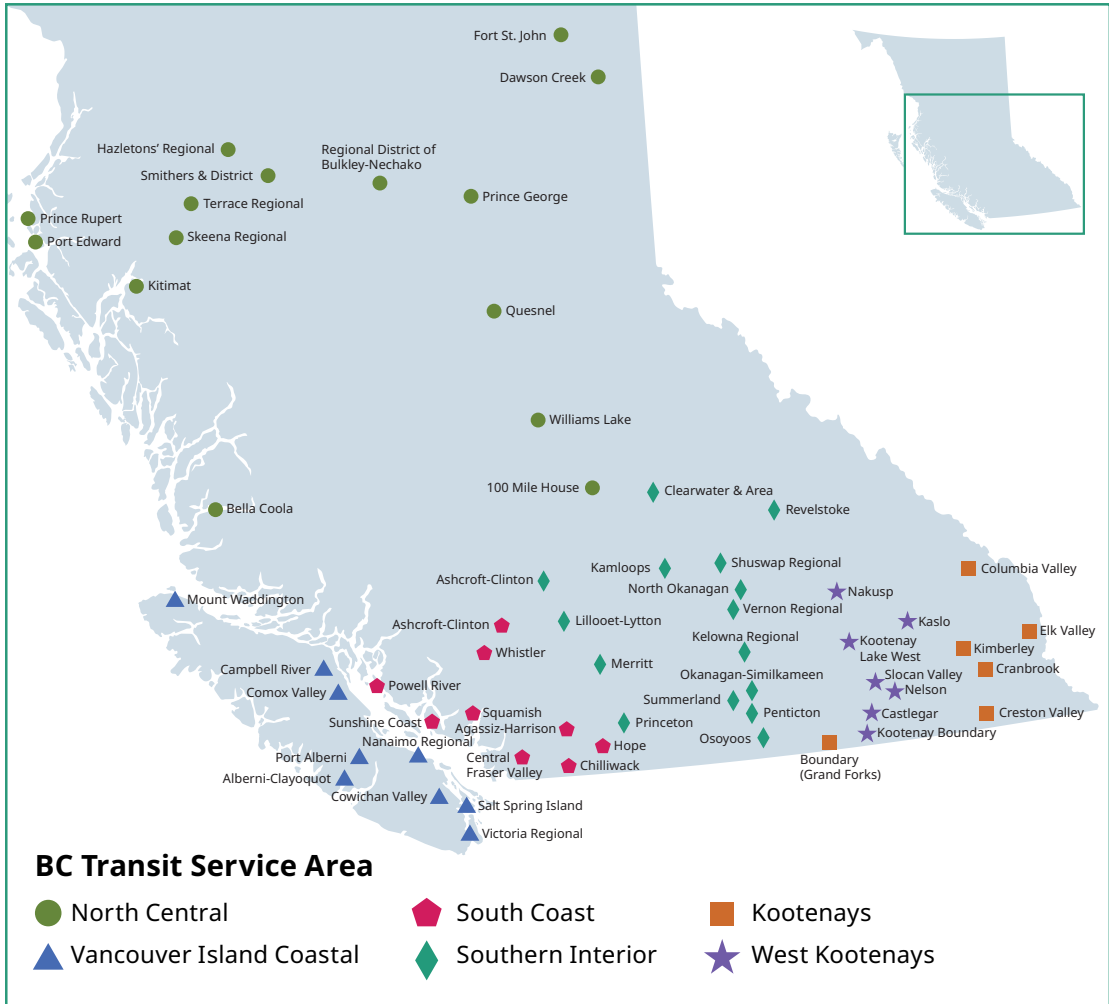 Fort St. John
Dawson Creek
Hazletons’ Regional
Regional District of
Bulkley-Nechako
Smithers & District
Terrace Regional
Prince George
Prince Rupert
Skeena Regional
Port Edward
Kitimat
Quesnel
Williams Lake
100 Mile House
Clearwater & Area
Bella Coola
Revelstoke
Kamloops
Shuswap Regional
Columbia Valley
Ashcroft-Clinton
North Okanagan
Nakusp
Mount Waddington
Vernon Regional
Ashcroft-Clinton
Lillooet-Lytton
Kaslo
Elk Valley
Kelowna Regional
Kootenay
Lake West
Kimberley
Whistler
Merritt
Cranbrook
Campbell River
Okanagan-Similkameen
Slocan Valley
Powell River
Nelson
Comox Valley
Summerland
Squamish
Penticton
Castlegar
Creston Valley
Sunshine Coast
Agassiz-Harrison
Princeton
Kootenay Boundary
Nanaimo Regional
Hope
Osoyoos
Port Alberni
Central
Fraser Valley
Chilliwack
Boundary
(Grand Forks)
Alberni-Clayoquot
Cowichan Valley
Salt Spring Island
Victoria Regional
BC Transit Service Area
North Central
South Coast
Kootenays
Vancouver Island Coastal
Southern Interior
West Kootenays